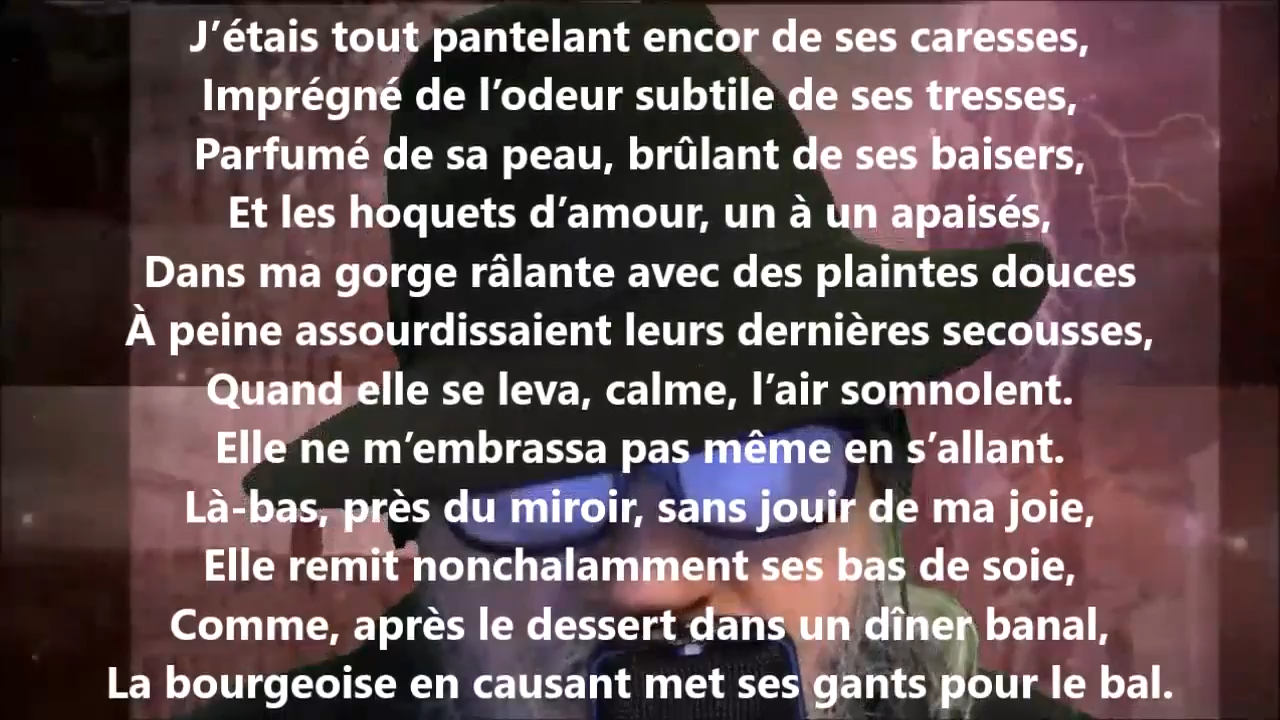 J’étais tout pantelant encor de ses caresses,
Imprégné de l’odeur subtile de ses tresses,
Parfumé de sa peau, brûlant de ses baisers,
Et les hoquets d’amour, un à un apaisés,
Dans ma gorge râlante avec des plaintes douces
À peine assourdissaient leurs dernières secousses,
Quand elle se leva, calme, l’air somnolent.
Elle ne m’embrassa pas même en s’allant.
Là-bas, près du miroir, sans jouir de ma joie,
Elle remit nonchalamment ses bas de soie,
Comme, après le dessert dans un dîner banal,
La bourgeoise en causant met ses gants pour le bal.